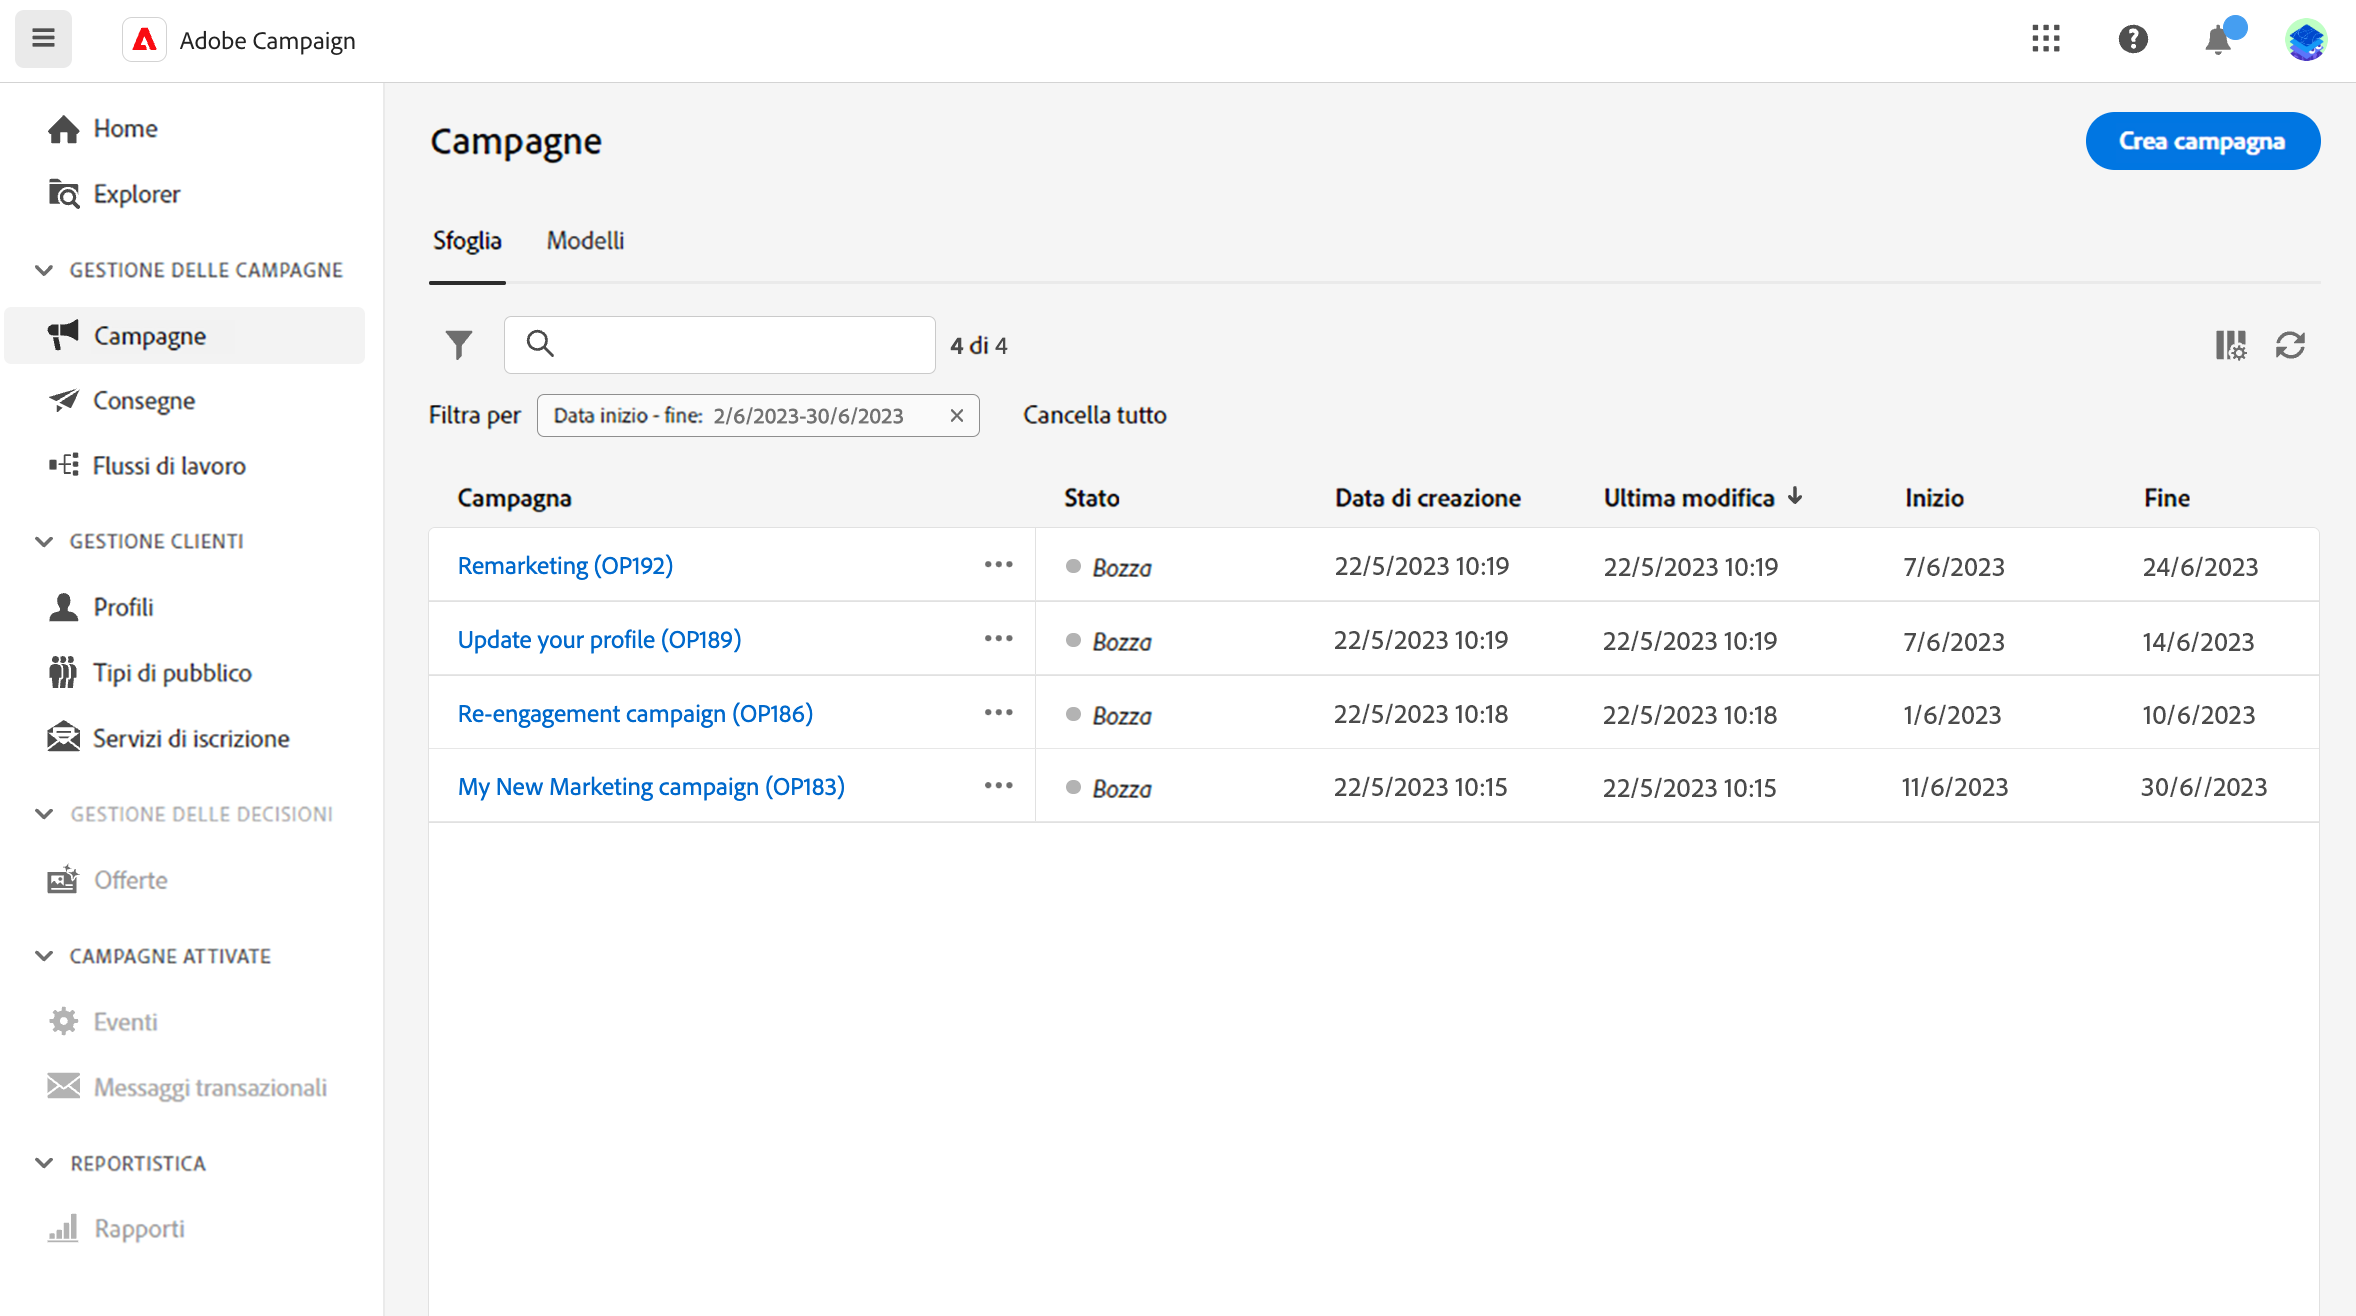 Adobe Campaign
Home
Explorer
GESTIONE DELLE CAMPAGNE
Campagne
Consegne
Flussi di lavoro
GESTIONE CLIENTI
Profili
Tipi di pubblico
Servizi di iscrizione
GESTIONE DELLE DECISIONI
Offerte
CAMPAGNE ATTIVATE
Eventi
Messaggi transazionali
REPORTISTICA
Rapporti
Campagne
Crea campagna
Sfoglia Modelli
4 di 4
Filtra per Data inizio - fine: 2/6/2023-30/6/2023 Cancella tutto
Campagna Stato Data di creazione Ultima modifica Inizio Fine
Remarketing (OP192) Bozza 22/5/2023 10:19 22/5/2023 10:19 7/6/2023 24/6/2023
Update your profile (OP189) Bozza 22/5/2023 10:19 22/5/2023 10:19 7/6/2023 14/6/2023
Re-engagement campaign (OP186) Bozza 22/5/2023 10:18 22/5/2023 10:18 1/6/2023 10/6/2023
My New Marketing campaign (OP183) Bozza 22/5/2023 10:15 22/5/2023 10:15 11/6/2023 30/6//2023